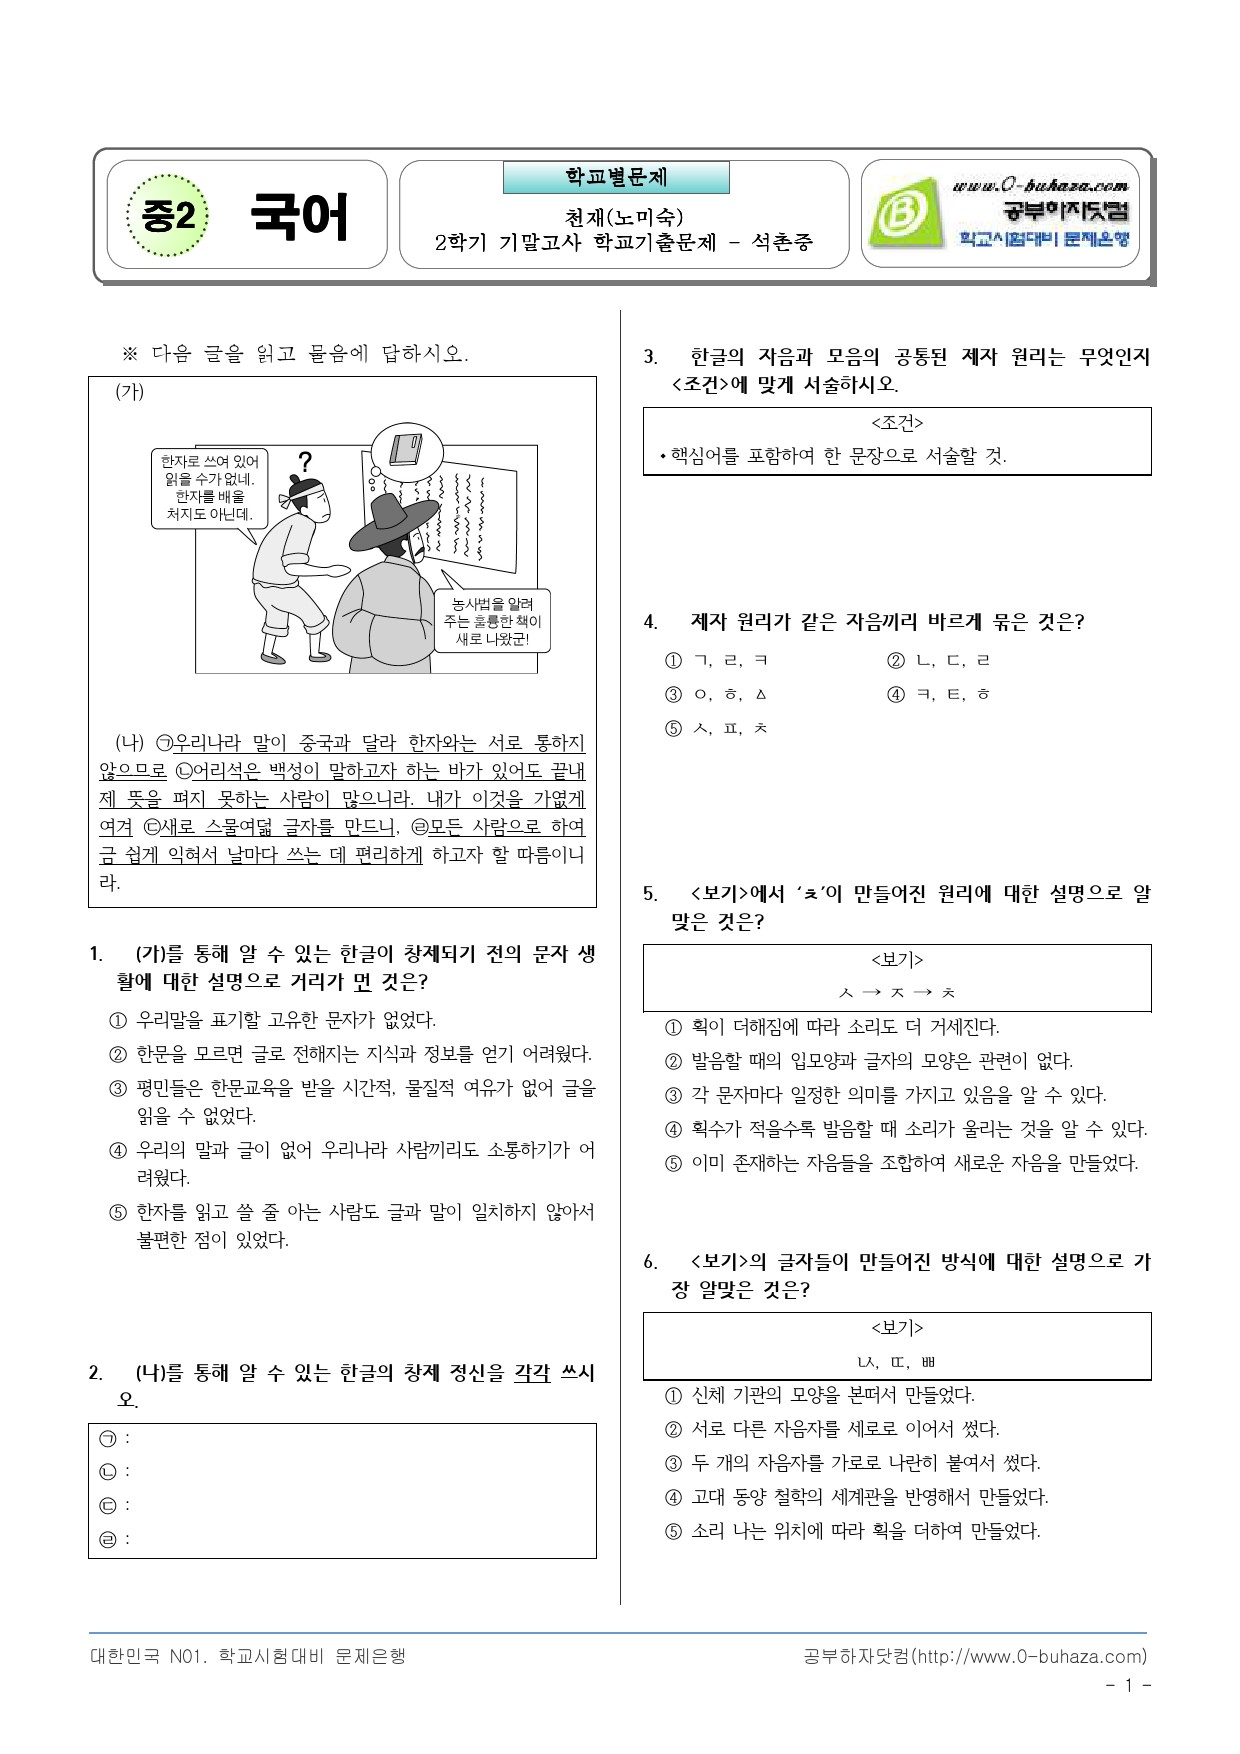 중2
국어
학교별문제
천재(노미숙)
2학기 기말고사 학교기출문제 - 석촌중
www.0-buhaza.com
공부하자닷컴
학교시험대비 문제은행
※ 다음 글을 읽고 물음에 답하시오.
(가)
한자로 쓰여 있어
읽을 수가 없네.
한자를 배울
처지도 아닌데.
?
농사법을 알려
주는 훌륭한 책이
새로 나왔군!
(나) ㉠우리나라 말이 중국과 달라 한자와는 서로 통하지
않으므로 ㉡어리석은 백성이 말하고자 하는 바가 있어도 끝내
제 뜻을 펴지 못하는 사람이 많으니라. 내가 이것을 가엾게
여겨 ㉢새로 스물여덟 글자를 만드니, ㉣모든 사람으로 하여
금 쉽게 익혀서 날마다 쓰는 데 편리하게 하고자 할 따름이니
라.
1. (가)를 통해 알 수 있는 한글이 창제되기 전의 문자 생
활에 대한 설명으로 거리가 먼 것은?
① 우리말을 표기할 고유한 문자가 없었다.
② 한문을 모르면 글로 전해지는 지식과 정보를 얻기 어려웠다.
③ 평민들은 한문교육을 받을 시간적, 물질적 여유가 없어 글을
읽을 수 없었다.
④ 우리의 말과 글이 없어 우리나라 사람끼리도 소통하기가 어
려웠다.
⑤ 한자를 읽고 쓸 줄 아는 사람도 글과 말이 일치하지 않아서
불편한 점이 있었다.
2. (나)를 통해 알 수 있는 한글의 창제 정신을 각각 쓰시
오.
㉠ :
㉡ :
㉢ :
㉣ :
3. 한글의 자음과 모음의 공통된 제자 원리는 무엇인지
<조건>에 맞게 서술하시오.
<조건>
• 핵심어를 포함하여 한 문장으로 서술할 것.
4. 제자 원리가 같은 자음끼리 바르게 묶은 것은?
① ㄱ, ㄹ, ㅋ ② ㄴ, ㄷ, ㄹ
③ ㅇ, ㅎ, ㅿ ④ ㅋ, ㅌ, ㅎ
⑤ ㅅ, ㅍ, ㅊ
5. <보기>에서 ‘ㅊ’이 만들어진 원리에 대한 설명으로 알
맞은 것은?
<보기>
ㅅ → ㅈ → ㅊ
① 획이 더해짐에 따라 소리도 더 거세진다.
② 발음할 때의 입모양과 글자의 모양은 관련이 없다.
③ 각 문자마다 일정한 의미를 가지고 있음을 알 수 있다.
④ 획수가 적을수록 발음할 때 소리가 울리는 것을 알 수 있다.
⑤ 이미 존재하는 자음들을 조합하여 새로운 자음을 만들었다.
6. <보기>의 글자들이 만들어진 방식에 대한 설명으로 가
장 알맞은 것은?
<보기>
ㅧ, ㄸ, ㅃ
① 신체 기관의 모양을 본떠서 만들었다.
② 서로 다른 자음자를 세로로 이어서 썼다.
③ 두 개의 자음자를 가로로 나란히 붙여서 썼다.
④ 고대 동양 철학의 세계관을 반영해서 만들었다.
⑤ 소리 나는 위치에 따라 획을 더하여 만들었다.
대한민국 N01. 학교시험대비 문제은행
공부하자닷컴(http://www.0-buhaza.com)
- 1 -